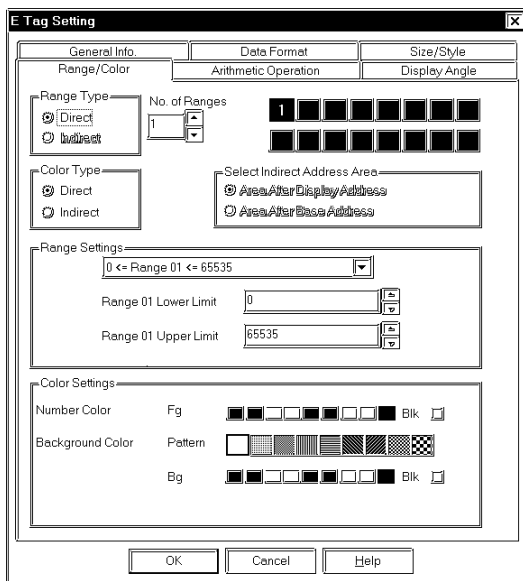 E Tag Setting
General Info. Data Format Size/Style
Range/Color Arithmetic Operation Display Angle
Range Type
Direct
Indirect
No. of Ranges
1
1
Color Type
Direct
Indirect
Select Indirect Address Area
Area After Display Address
Area After Base Address
Range Settings
0 <= Range 01 <= 65535
Range 01 Lower Limit 0
Range 01 Upper Limit 65535
Color Settings
Number Color Fg Blk
Background Color Pattern
Bg Blk
OK Cancel Help